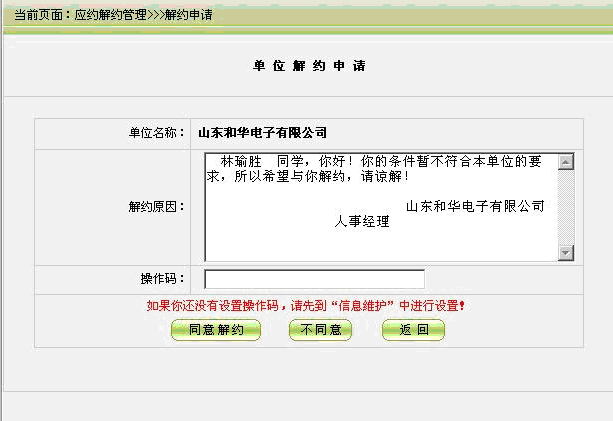 当前页面：应约解约管理>>>解约申请
单 位 解 约 申 请
单位名称： 山东和华电子有限公司
解约原因：
林瑜胜 同学，你好！你的条件暂不符合本单位的要
求，所以希望与你解约，请谅解！
山东和华电子有限公司
人事经理
操作码：
如果你还没有设置操作码，请先到“信息维护”中进行设置！
同意解约 不同意 返 回